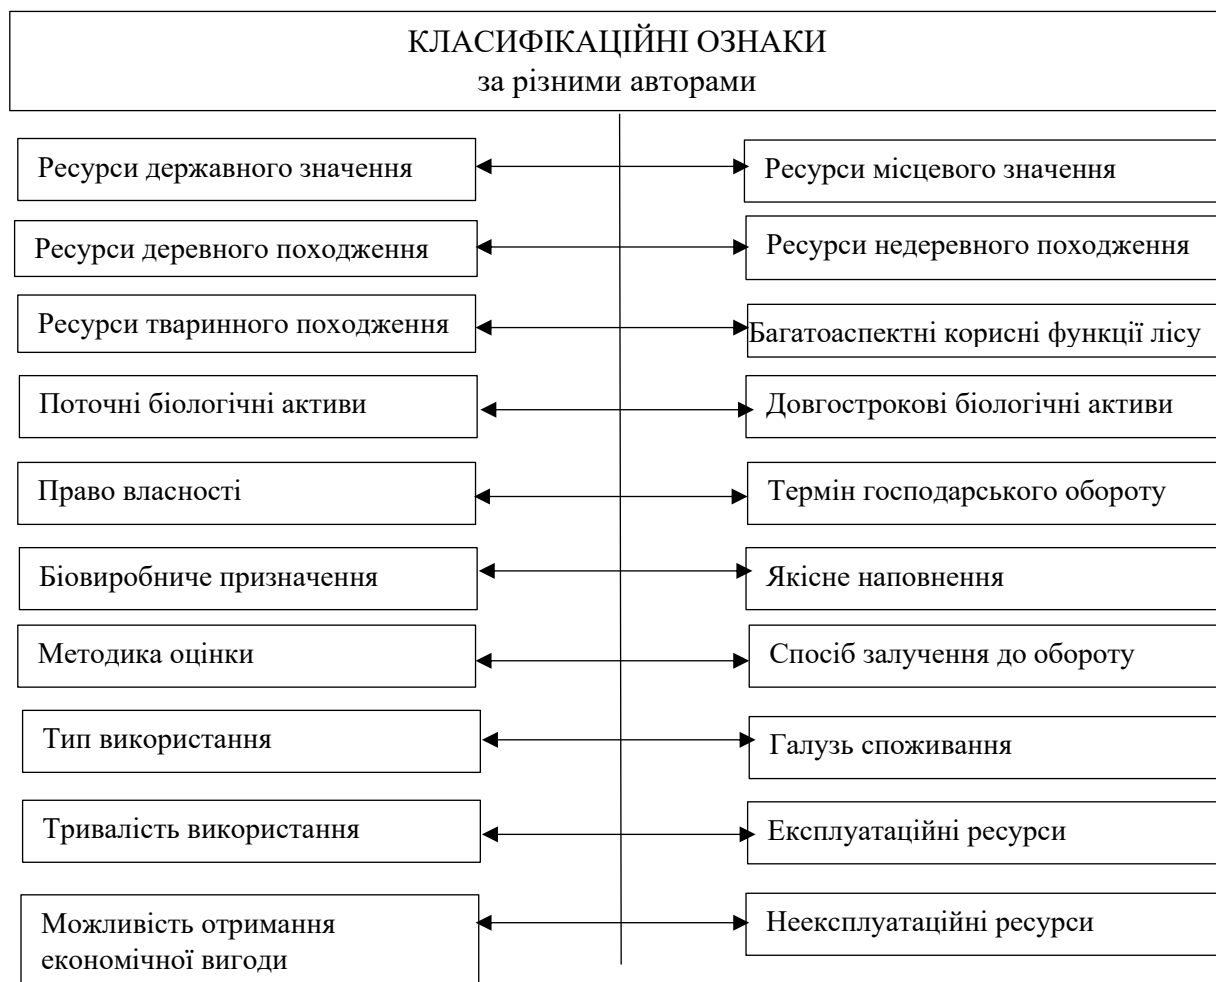 КЛАСИФІКАЦІЙНІ ОЗНАКИ
за різними авторами
Ресурси державного значення
Ресурси місцевого значення
Ресурси деревного походження
Ресурси недеревного походження
Ресурси тваринного походження
Багатоаспектні корисні функції лісу
Поточні біологічні активи
Довгострокові біологічні активи
Право власності
Термін господарського обороту
Біовиробниче призначення
Якісне наповнення
Методика оцінки
Спосіб залучення до обороту
Тип використання
Галузь споживання
Тривалість використання
Експлуатаційні ресурси
Можливість отримання
економічної вигоди
Неексплуатаційні ресурси